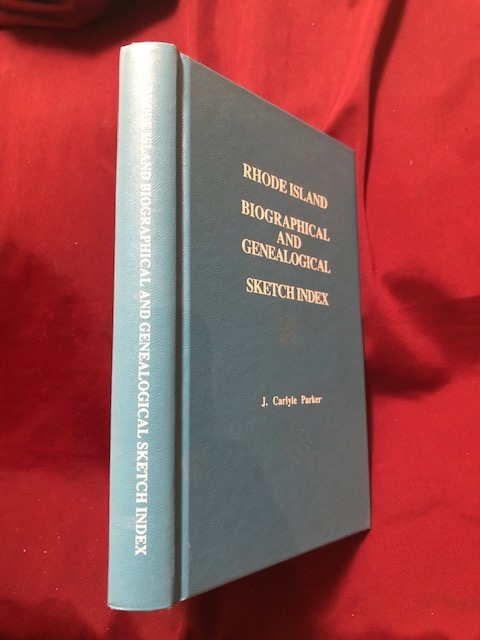 RHODE ISLAND
BIOGRAPHICAL
AND
GENEALOGICAL
SKETCH INDEX
J. Carlyle Parker
RHODE ISLAND BIOGRAPHICAL AND GENEALOGICAL SKETCH INDEX